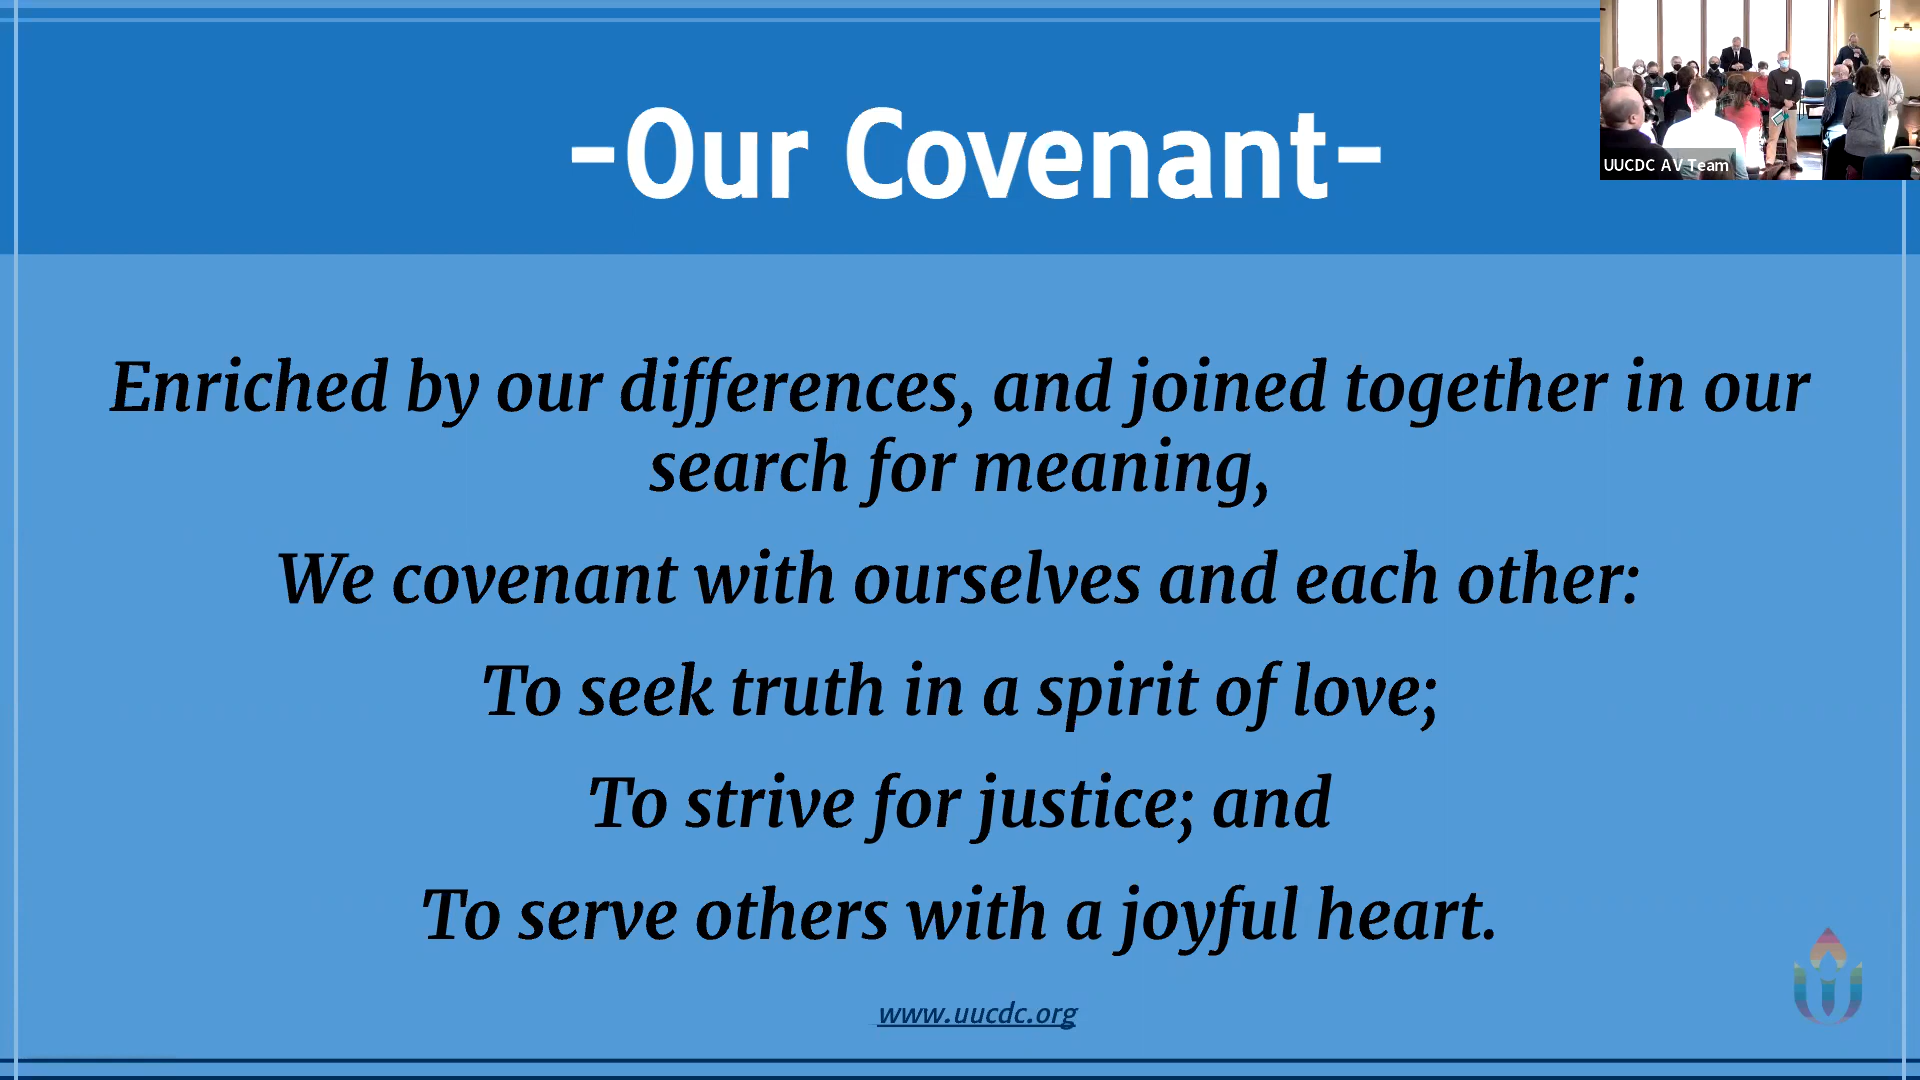 -Our Covenant-
UUCDC AV Team
Enriched by our differences, and joined together in our
search for meaning,
We covenant with ourselves and each other:
To seek truth in a spirit of love;
To strive for justice; and
To serve others with a joyful heart.
www.uucdc.org